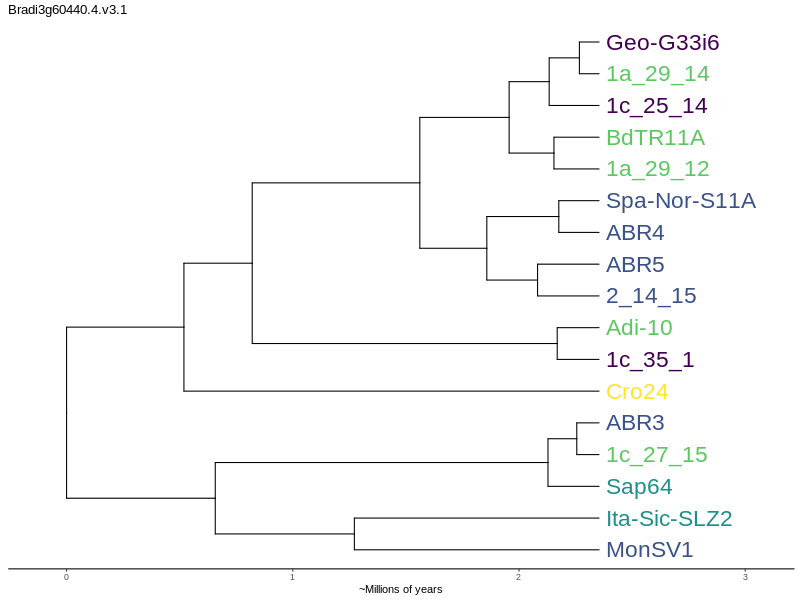 Bradi3g60440.4.v3.1
Geo-G33i6
1a_29_14
1c_25_14
BdTR11A
1a_29_12
Spa-Nor-S11A
ABR4
ABR5
2_14_15
Adi-10
1c_35_1
Cro24
ABR3
1c_27_15
Sap64
Ita-Sic-SLZ2
MonSV1
0 1 2 3
~Millions of years